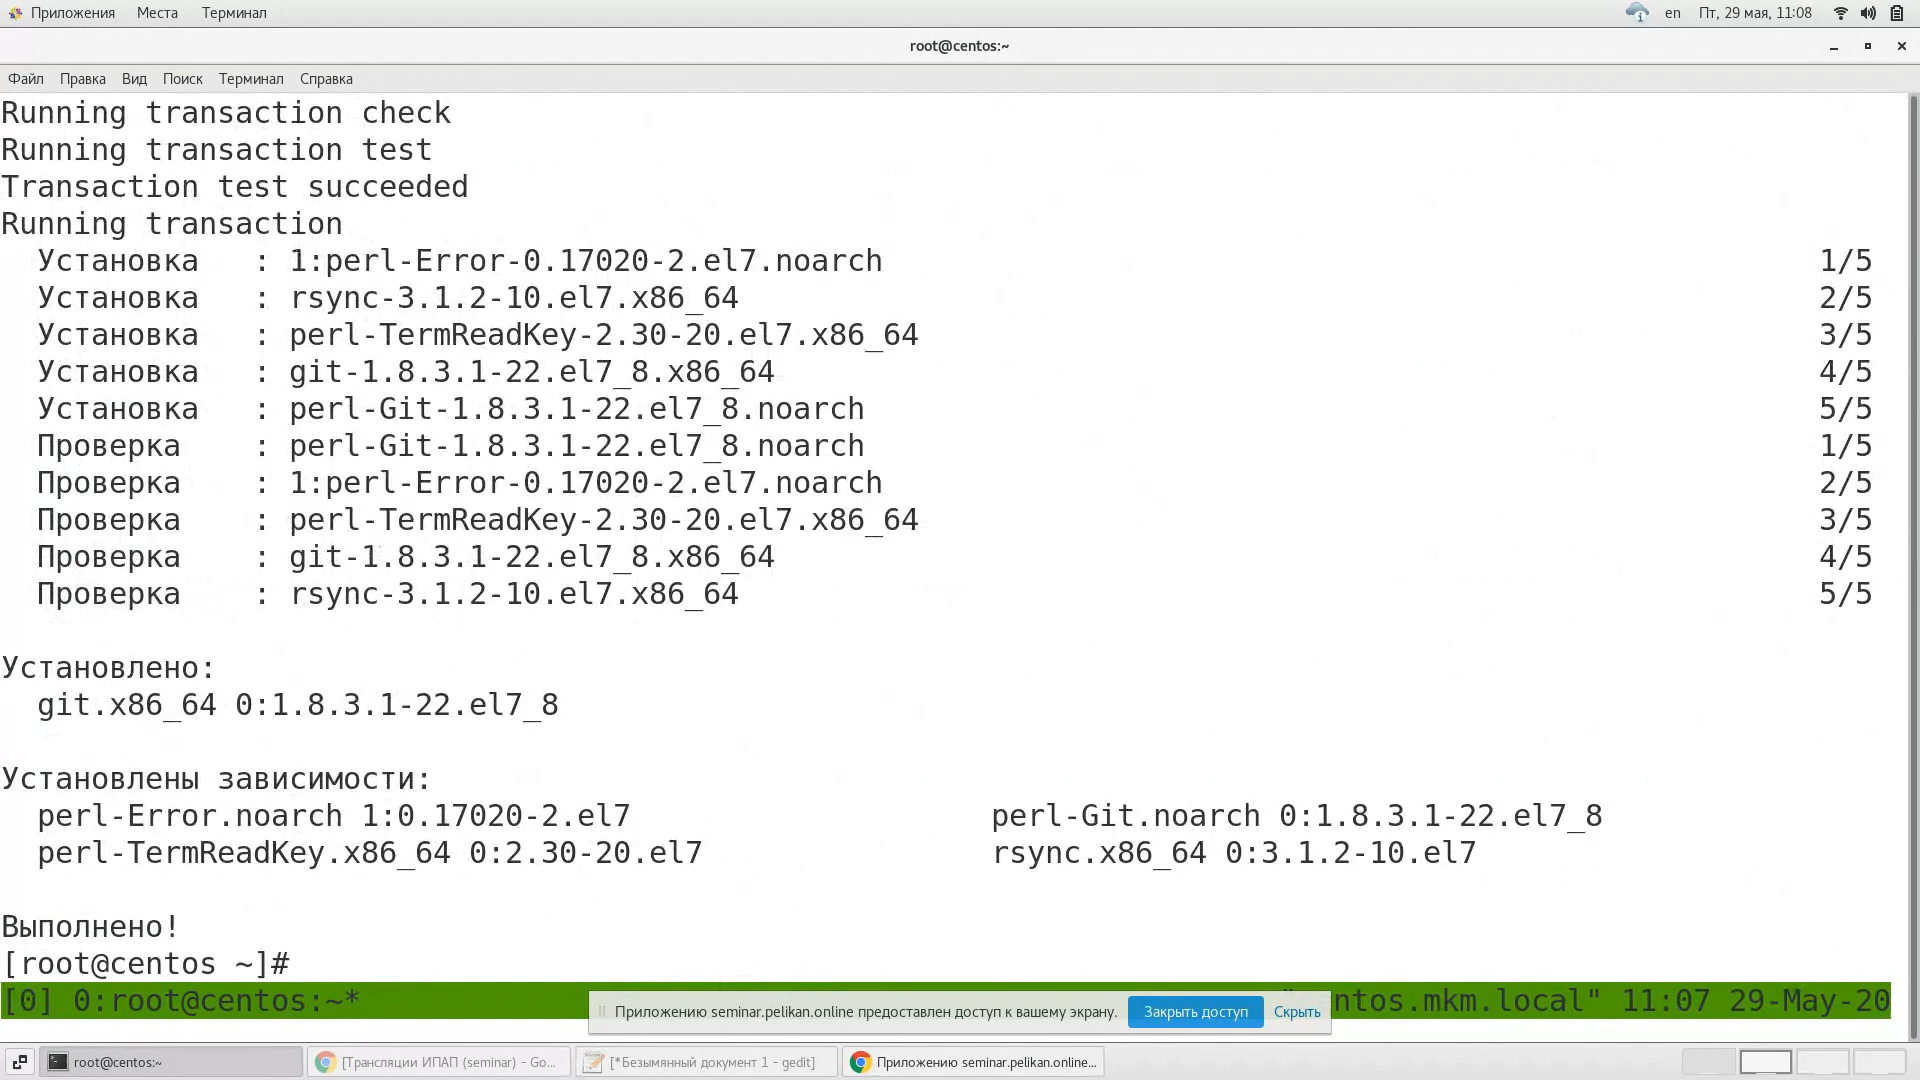 Приложения Места Терминал en Пт, 29 мая, 11:08
root@centos:~
Файл Правка Вид Поиск Терминал Справка
Running transaction check
Running transaction test
Transaction test succeeded
Running transaction
Установка : 1:perl-Error-0.17020-2.el7.noarch 1/5
Установка : rsync-3.1.2-10.el7.x86_64 2/5
Установка : perl-TermReadKey-2.30-20.el7.x86_64 3/5
Установка : git-1.8.3.1-22.el7_8.x86_64 4/5
Установка : perl-Git-1.8.3.1-22.el7_8.noarch 5/5
Проверка : perl-Git-1.8.3.1-22.el7_8.noarch 1/5
Проверка : 1:perl-Error-0.17020-2.el7.noarch 2/5
Проверка : perl-TermReadKey-2.30-20.el7.x86_64 3/5
Проверка : git-1.8.3.1-22.el7_8.x86_64 4/5
Проверка : rsync-3.1.2-10.el7.x86_64 5/5
Установлено:
git.x86_64 0:1.8.3.1-22.el7_8
Установлены зависимости:
perl-Error.noarch 1:0.17020-2.el7 perl-Git.noarch 0:1.8.3.1-22.el7_8
perl-TermReadKey.x86_64 0:2.30-20.el7 rsync.x86_64 0:3.1.2-10.el7
Выполнено!
[root@centos ~]#
[0] 0:root@centos:~* "centos.mkm.local" 11:07 29-May-20
Приложению seminar.pelikan.online предоставлен доступ к вашему экрану. Закрыть доступ Скрыть
root@centos:~ [Трансляции ИПАП (seminar) - Go... [*Безымянный документ 1 - gedit] Приложению seminar.pelikan.online...